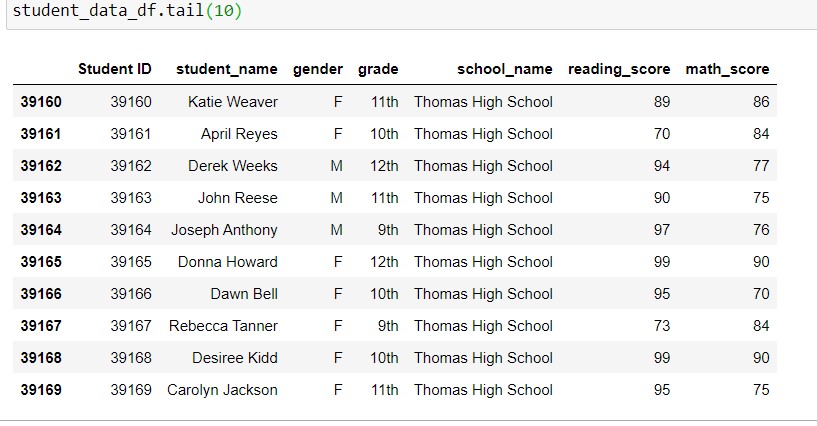 student_data_df.tail(10)
Student ID student_name gender grade school_name reading_score math_score
39160 39160 Katie Weaver F 11th Thomas High School 89 86
39161 39161 April Reyes F 10th Thomas High School 70 84
39162 39162 Derek Weeks M 12th Thomas High School 94 77
39163 39163 John Reese M 11th Thomas High School 90 75
39164 39164 Joseph Anthony M 9th Thomas High School 97 76
39165 39165 Donna Howard F 12th Thomas High School 99 90
39166 39166 Dawn Bell F 10th Thomas High School 95 70
39167 39167 Rebecca Tanner F 9th Thomas High School 73 84
39168 39168 Desiree Kidd F 10th Thomas High School 99 90
39169 39169 Carolyn Jackson F 11th Thomas High School 95 75